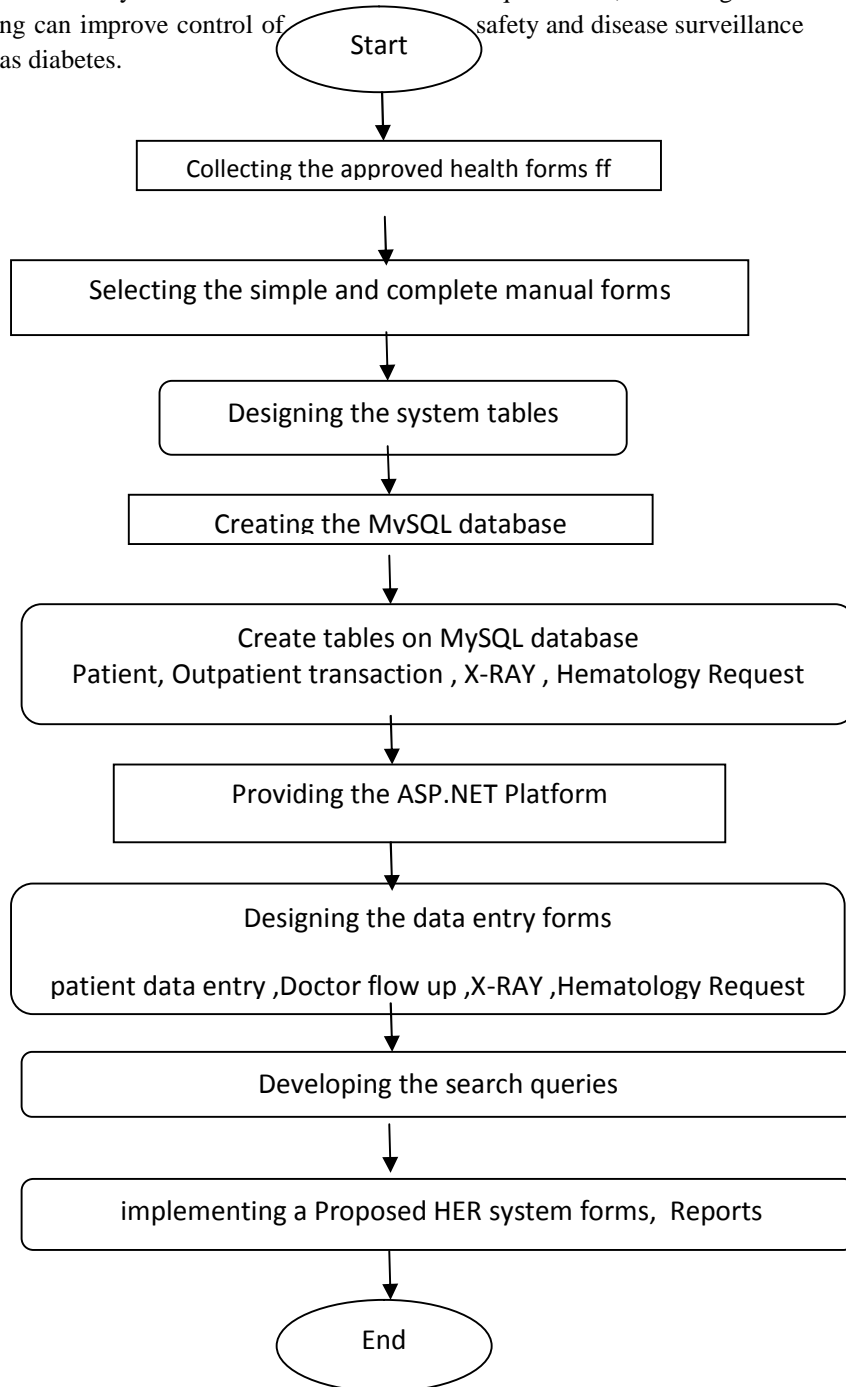 ng can improve control of safety and disease surveillance
as diabetes.
Start
Collecting the approved health forms ff
Selecting the simple and complete manual forms
Designing the system tables
Creating the MySQL database
Create tables on MySQL database
Patient, Outpatient transaction , X-RAY , Hematology Request
Providing the ASP.NET Platform
Designing the data entry forms
patient data entry ,Doctor flow up ,X-RAY ,Hematology Request
Developing the search queries
implementing a Proposed HER system forms, Reports
End